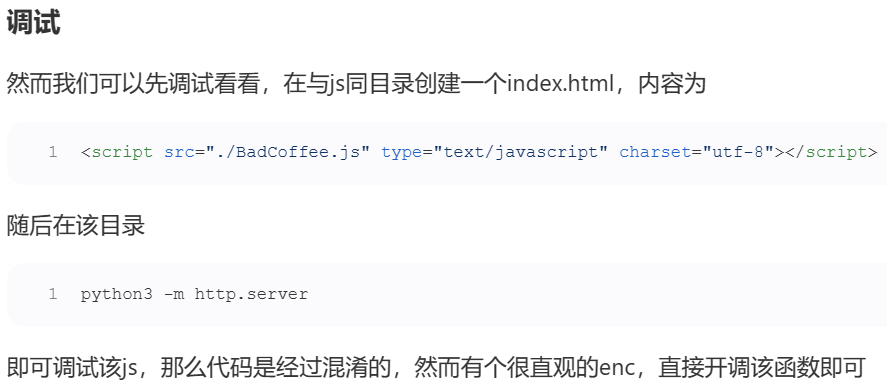 调试
然而我们可以先调试看看，在与js同目录创建一个index.html，内容为
1 <script src="./BadCoffee.js" type="text/javascript" charset="utf-8"></script>
随后在该目录
1 python3 -m http.server
即可调试该js，那么代码是经过混淆的，然而有个很直观的enc，直接开调该函数即可